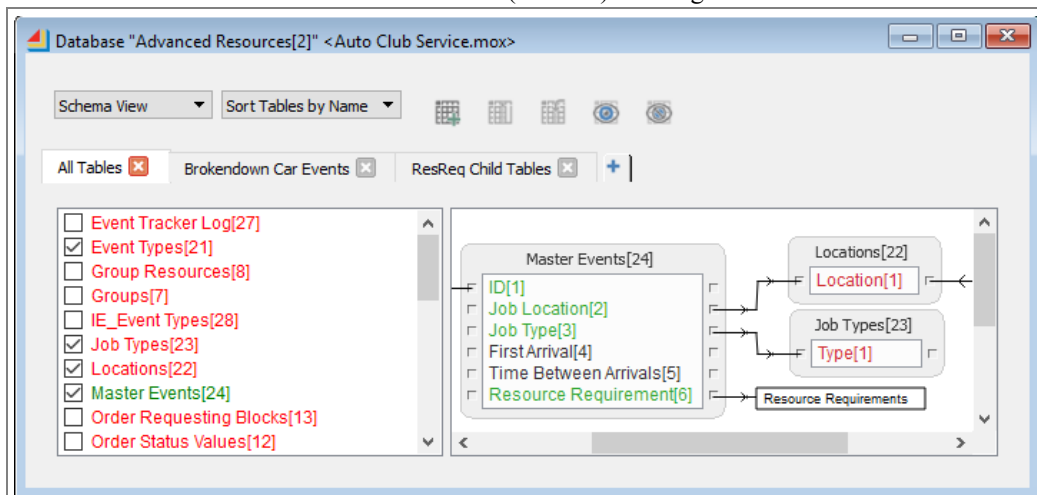 Database "Advanced Resources[2]" <Auto Club Service.mox>
Schema View
Sort Tables by Name
All Tables
Brokendown Car Events
ResReq Child Tables
Event Tracker Log[27]
Event Types[21]
Group Resources[8]
Groups[7]
IE_Event Types[28]
Job Types[23]
Locations[22]
Master Events[24]
Order Requesting Blocks[13]
Order Status Values[12]
Master Events[24]
ID[1]
Job Location[2]
Job Type[3]
First Arrival[4]
Time Between Arrivals[5]
Resource Requirement[6]
Locations[22]
Location[1]
Job Types[23]
Type[1]
Resource Requirements